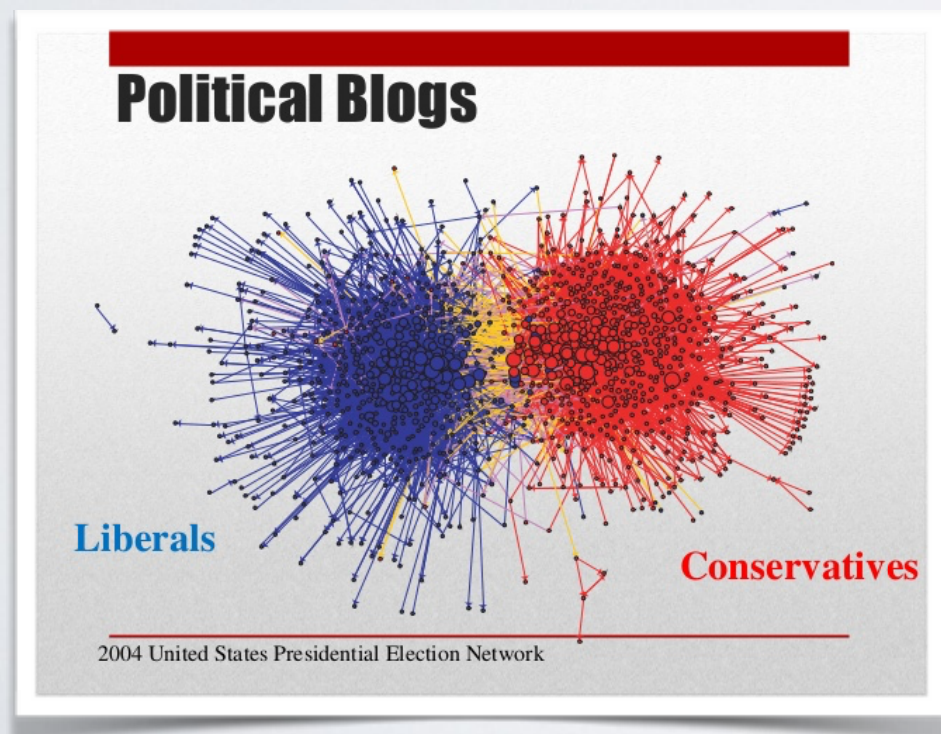 Political Blogs
Liberals
Conservatives
2004 United States Presidential Election Network